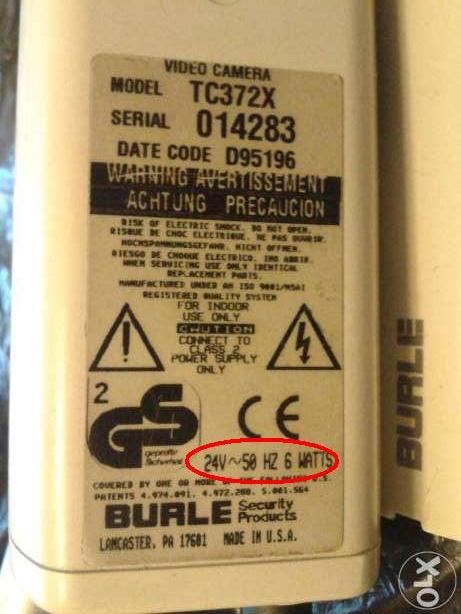 VIDEO CAMERA
MODEL TC372X
SERIAL 014283
DATE CODE D95196
WARNING AVERTISSEMENT
ACHTUNG PRECAUCION
RISK OF ELECTRIC SHOCK. DO NOT OPEN.
RISQUE DE CHOC ELECTRIQUE. NE PAS OUVRIR.
HOCHSPANNUNGSGEFAHR. NICHT OFFNEN.
RIESGO DE CHOQUE ELECTRICO. INO ABRIR.
WHEN SERVICING USE ONLY IDENTICAL
REPLACEMENT PARTS.
MANUFACTURED UNDER AN ISO 9001/NSAI
REGISTERED QUALITY SYSTEM
FOR INDOOR
USE ONLY
CAUTION
CONNECT TO
CLASS 2
POWER SUPPLY
ONLY
2
GS
geprüfte
Sicherheit
CE
24V~50 HZ 6 WATTS
COVERED BY ONE OR MORE OF THE FOLLOWING U.S.
PATENTS 4.974.091. 4.972.280. 5.001.564
BURLE Security
Products
LANCASTER, PA 17601 MADE IN U.S.A.
BURLE
OLX